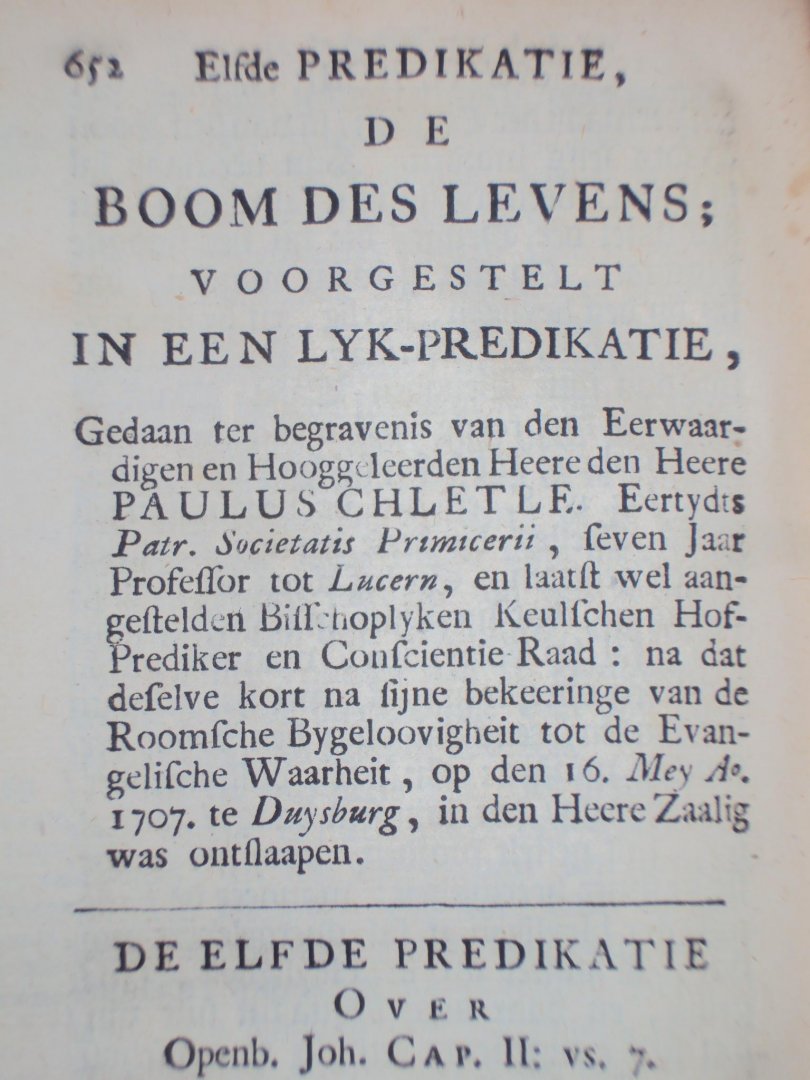 652 Elfde PREDIKATIE,
DE
BOOM DES LEVENS;
VOORGESTELT
IN EEN LYK-PREDIKATIE,
Gedaan ter begravenis van den Eerwaar-
digen en Hooggeleerden Heere den Heere
PAULUS CHLETLE. Eertydts
Patr. Societatis Primicerii, ſeven Jaar
Profeſſor tot Lucern, en laatſt wel aan-
geſtelden Biſſchoplyken Keulſchen Hof-
Prediker en Conſcientie Raad: na dat
deſelve kort na ſijne bekeeringe van de
Roomſche Bygeloovigheit tot de Evan-
geliſche Waarheit, op den 16. Mey Aº.
1707. te Duysburg, in den Heere Zaalig
was ontſlaapen.
DE ELFDE PREDIKATIE
OVER
Openb. Joh. CAP. II: vs. 7.